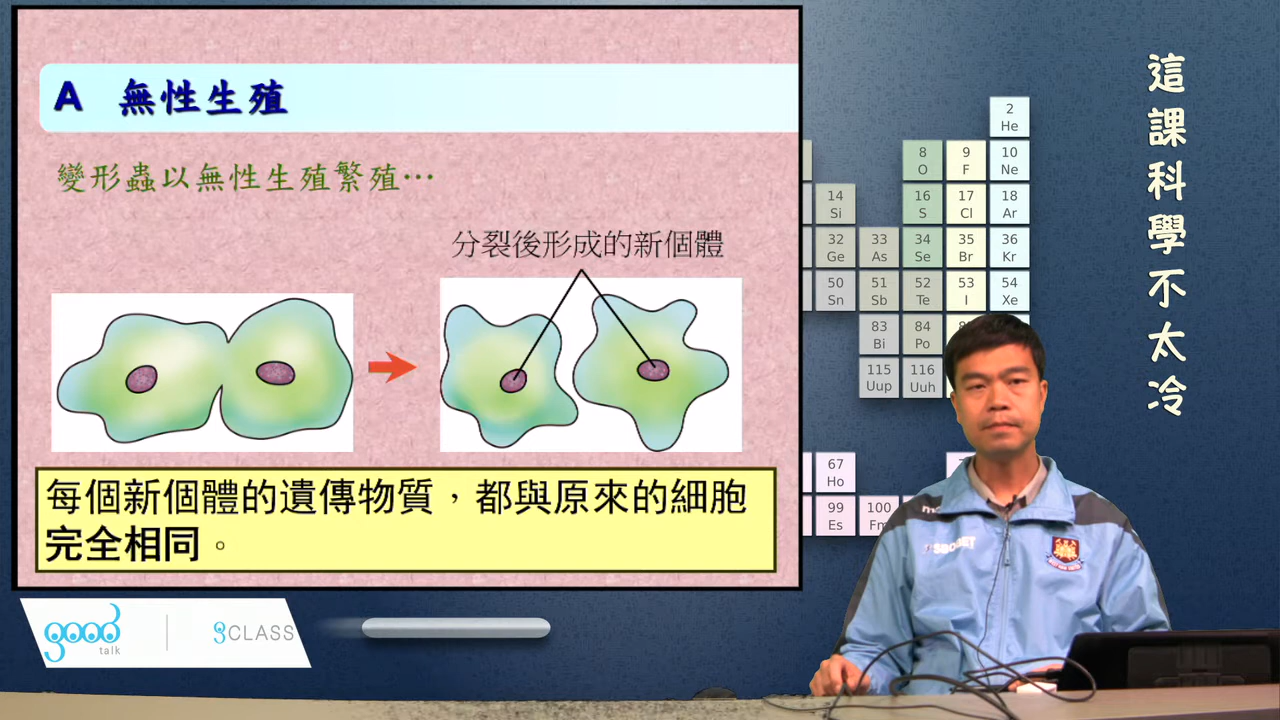 A 無性生殖
變形蟲以無性生殖繁殖…
分裂後形成的新個體
每個新個體的遺傳物質，都與原來的細胞
完全相同。
good
talk
gCLASS
這課科學不太冷
2
He
8
O
9
F
10
Ne
14
Si
16
S
17
Cl
18
Ar
32
Ge
33
As
34
Se
35
Br
36
Kr
50
Sn
51
Sb
52
Te
53
I
54
Xe
83
Bi
84
Po
115
Uup
116
Uuh
67
Ho
99
Es
100
Fm
SBOBET